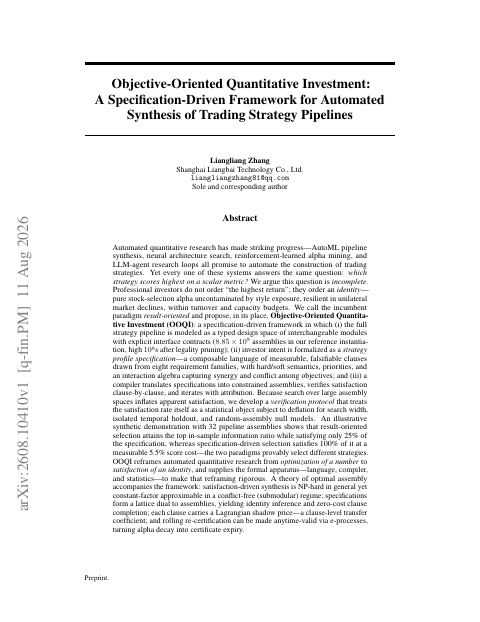 Objective-Oriented Quantitative Investment:
A Specification-Driven Framework for Automated
Synthesis of Trading Strategy Pipelines
Liangliang Zhang
Shanghai Liangbai Technology Co., Ltd.
liangliangzhang81@qq.com
Sole and corresponding author
Abstract
Automated quantitative research has made striking progress—AutoML pipeline
synthesis, neural architecture search, reinforcement-learned alpha mining, and
LLM-agent research loops all promise to automate the construction of trading
strategies. Yet every one of these systems answers the same question: which
strategy scores highest on a scalar metric? We argue this question is incomplete.
Professional investors do not order “the highest return”; they order an identity—
pure stock-selection alpha uncontaminated by style exposure, resilient in unilateral
market declines, within turnover and capacity budgets. We call the incumbent
paradigm result-oriented and propose, in its place, Objective-Oriented Quantita-
tive Investment (OOQI): a specification-driven framework in which (i) the full
strategy pipeline is modeled as a typed design space of interchangeable modules
with explicit interface contracts (8.85 × 10⁸ assemblies in our reference instantia-
tion, high 10⁸s after legality pruning); (ii) investor intent is formalized as a strategy
profile specification—a composable language of measurable, falsifiable clauses
drawn from eight requirement families, with hard/soft semantics, priorities, and
an interaction algebra capturing synergy and conflict among objectives; and (iii) a
compiler translates specifications into constrained assemblies, verifies satisfaction
clause-by-clause, and iterates with attribution. Because search over large assembly
spaces inflates apparent satisfaction, we develop a verification protocol that treats
the satisfaction rate itself as a statistical object subject to deflation for search width,
isolated temporal holdout, and random-assembly null models. An illustrative
synthetic demonstration with 32 pipeline assemblies shows that result-oriented
selection attains the top in-sample information ratio while satisfying only 25% of
the specification, whereas specification-driven selection satisfies 100% of it at a
measurable 5.5% score cost—the two paradigms provably select different strategies.
OOQI reframes automated quantitative research from optimization of a number to
satisfaction of an identity, and supplies the formal apparatus—language, compiler,
and statistics—to make that reframing rigorous. A theory of optimal assembly
accompanies the framework: satisfaction-driven synthesis is NP-hard in general yet
constant-factor approximable in a conflict-free (submodular) regime; specifications
form a lattice dual to assemblies, yielding identity inference and zero-cost clause
completion; each clause carries a Lagrangian shadow price—a clause-level transfer
coefficient; and rolling re-certification can be made anytime-valid via e-processes,
turning alpha decay into certificate expiry.
Preprint.
arXiv:2608.10410v1 [q-fin.PM] 11 Aug 2026